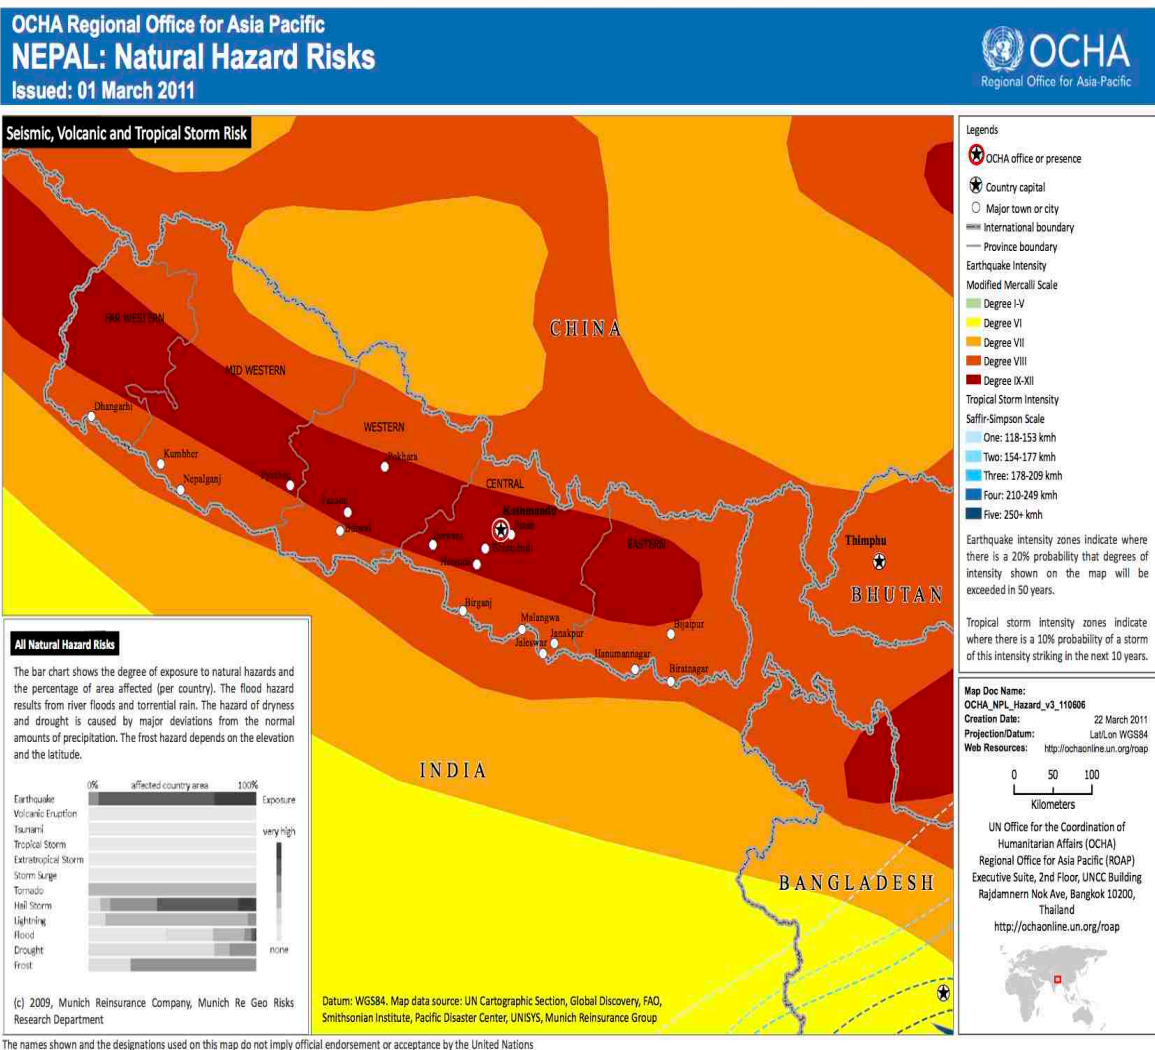 OCHA Regional Office for Asia Pacific
NEPAL: Natural Hazard Risks
Issued: 01 March 2011
OCHA
Regional Office for Asia-Pacific
Seismic, Volcanic and Tropical Storm Risk
FAR WESTERN
MID WESTERN
WESTERN
CENTRAL
EASTERN
CHINA
INDIA
BHUTAN
BANGLADESH
Dhangarhi
Kumbher
Nepalganj
Pokhara
Kathmandu
Birganj
Malangwa
Janakpur
Jaleswar
Hanumannagar
Bijaipur
Biratnagar
Thimphu
Legends
OCHA office or presence
Country capital
Major town or city
International boundary
Province boundary
Earthquake Intensity
Modified Mercalli Scale
Degree I-V
Degree VI
Degree VII
Degree VIII
Degree IX-XII
Tropical Storm Intensity
Saffir-Simpson Scale
One: 118-153 kmh
Two: 154-177 kmh
Three: 178-209 kmh
Four: 210-249 kmh
Five: 250+ kmh
Earthquake intensity zones indicate where
there is a 20% probability that degrees of
intensity shown on the map will be
exceeded in 50 years.
Tropical storm intensity zones indicate
where there is a 10% probability of a storm
of this intensity striking in the next 10 years.
Map Doc Name:
OCHA_NPL_Hazard_v3_110606
Creation Date: 22 March 2011
Projection/Datum: Lat/Lon WGS84
Web Resources: http://ochaonline.un.org/roap
0 50 100
Kilometers
UN Office for the Coordination of
Humanitarian Affairs (OCHA)
Regional Office for Asia Pacific (ROAP)
Executive Suite, 2nd Floor, UNCC Building
Rajdamnern Nok Ave, Bangkok 10200,
Thailand
http://ochaonline.un.org/roap
All Natural Hazard Risks
The bar chart shows the degree of exposure to natural hazards and
the percentage of area affected (per country). The flood hazard
results from river floods and torrential rain. The hazard of dryness
and drought is caused by major deviations from the normal
amounts of precipitation. The frost hazard depends on the elevation
and the latitude.
0% affected country area 100%
Earthquake
Volcanic Eruption
Tsunami
Tropical Storm
Extratropical Storm
Storm Surge
Tornado
Hail Storm
Lightning
Flood
Drought
Frost
Exposure
very high
none
(c) 2009, Munich Reinsurance Company, Munich Re Geo Risks
Research Department
Datum: WGS84. Map data source: UN Cartographic Section, Global Discovery, FAO,
Smithsonian Institute, Pacific Disaster Center, UNISYS, Munich Reinsurance Group
The names shown and the designations used on this map do not imply official endorsement or acceptance by the United Nations